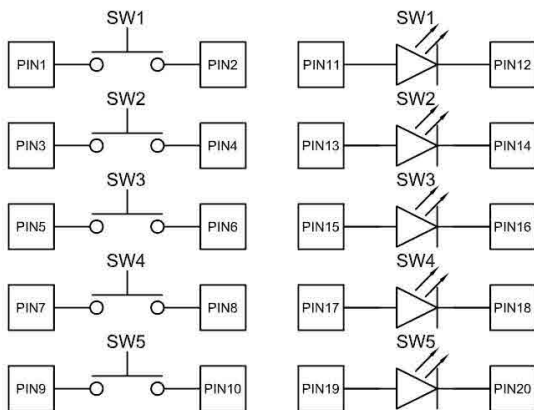 SW1 SW1
PIN1 PIN2 PIN11 PIN12
SW2 SW2
PIN3 PIN4 PIN13 PIN14
SW3 SW3
PIN5 PIN6 PIN15 PIN16
SW4 SW4
PIN7 PIN8 PIN17 PIN18
SW5 SW5
PIN9 PIN10 PIN19 PIN20